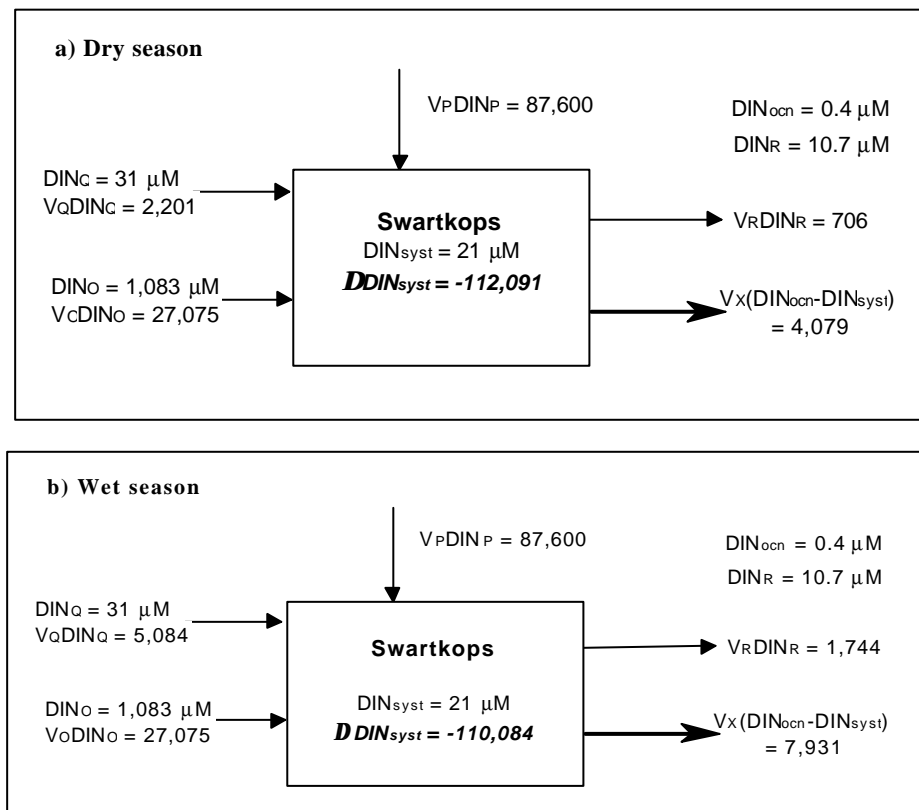 a) Dry season
VPDINP = 87,600
DINocn = 0.4 μM
DINR = 10.7 μM
DINQ = 31 μM
VQDINQ = 2,201
Swartkops
DINsyst = 21 μM
DDINsyst = -112,091
VRDINR = 706
DINO = 1,083 μM
VODINO = 27,075
VX(DINocn-DINsyst)
= 4,079
b) Wet season
VPDINP = 87,600
DINocn = 0.4 μM
DINR = 10.7 μM
DINQ = 31 μM
VQDINQ = 5,084
Swartkops
VRDINR = 1,744
DINO = 1,083 μM
VODINO = 27,075
DINsyst = 21 μM
DDINsyst = -110,084
VX(DINocn-DINsyst)
= 7,931